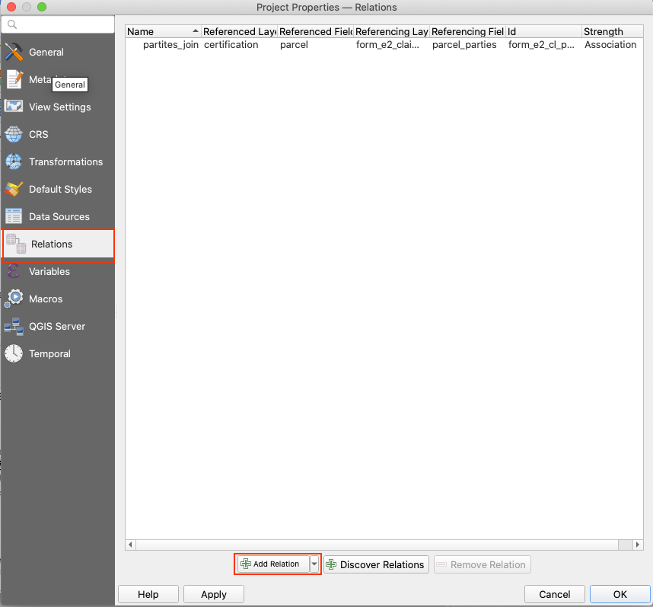 Project Properties — Relations
General
Metad
General
View Settings
CRS
Transformations
Default Styles
Data Sources
Relations
Variables
Macros
QGIS Server
Temporal
Name Referenced Laye Referenced Field Referencing Lay Referencing Fiel Id Strength
partites_join certification parcel form_e2_clai... parcel_parties form_e2_cl_p... Association
Add Relation Discover Relations Remove Relation
Help Apply Cancel OK